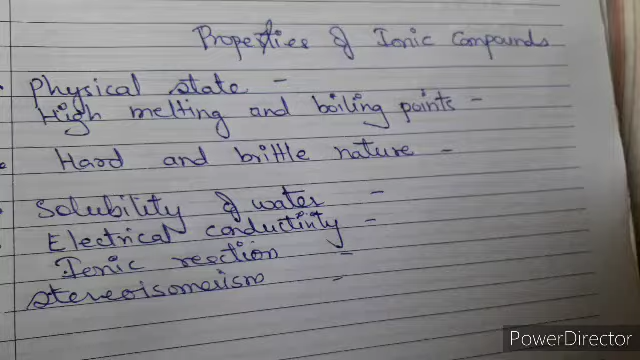 Properties of Ionic Compounds
Physical state -
High melting and boiling points -
Hard and brittle nature -
Solubility of water -
Electrical conductinty -
Ionic reaction -
Stereoisomerism -
PowerDirector